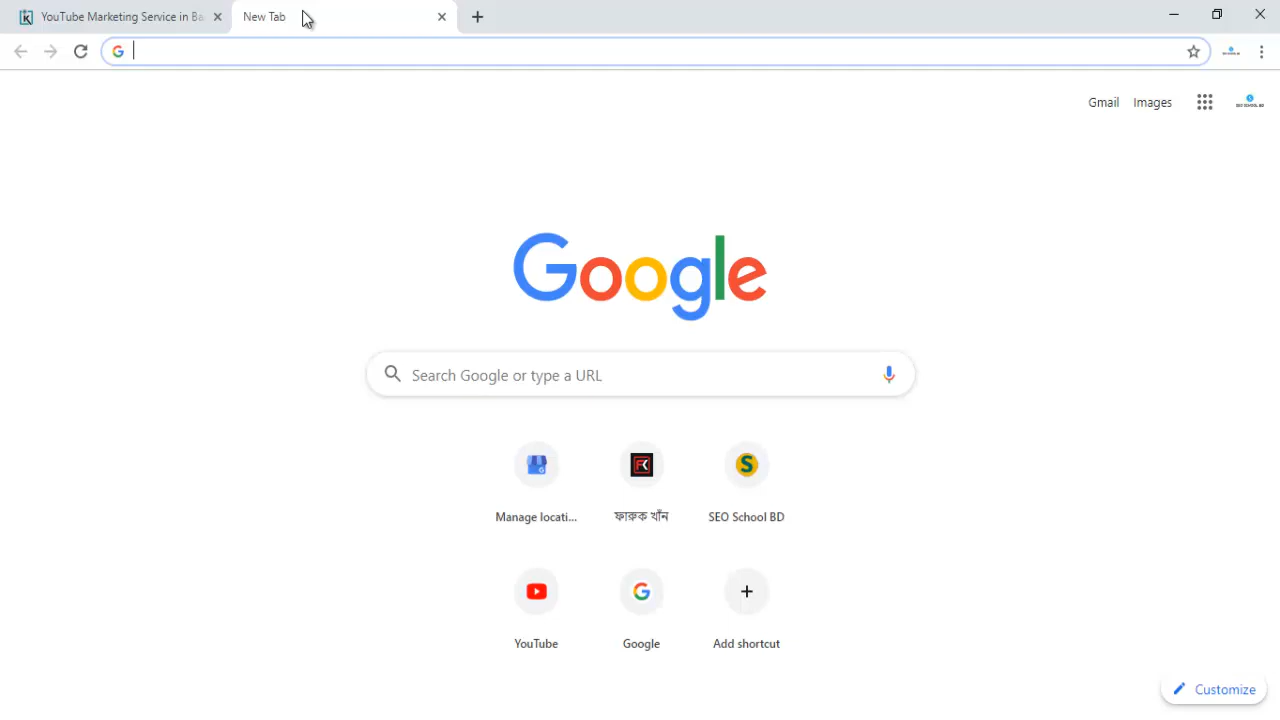 YouTube Marketing Service in Ba
New Tab
Gmail
Images
Google
Search Google or type a URL
Manage locati...
ফারুক খাঁন
SEO School BD
YouTube
Google
Add shortcut
Customize